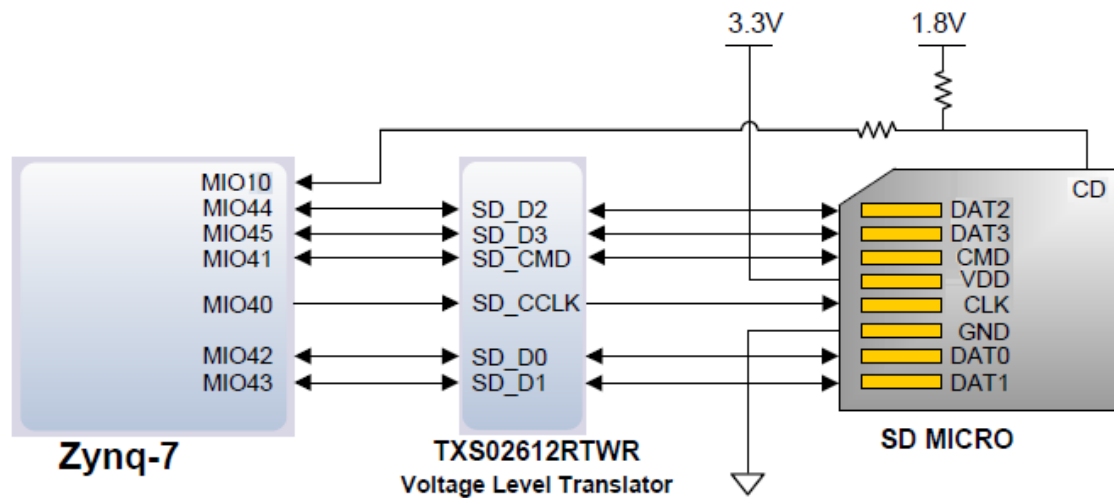 3.3V
1.8V
MIO10
MIO44
MIO45
MIO41
MIO40
MIO42
MIO43
Zynq-7
SD_D2
SD_D3
SD_CMD
SD_CCLK
SD_D0
SD_D1
TXS02612RTWR
Voltage Level Translator
CD
DAT2
DAT3
CMD
VDD
CLK
GND
DAT0
DAT1
SD MICRO